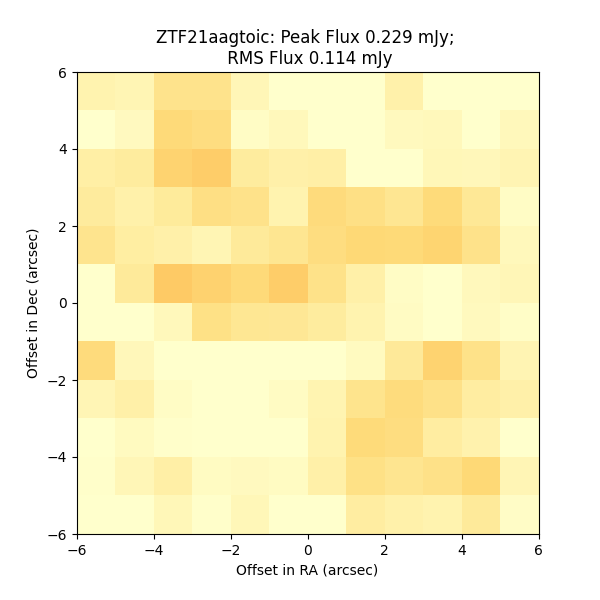 ZTF21aagtoic: Peak Flux 0.229 mJy;
RMS Flux 0.114 mJy
6
4
2
0
−2
−4
−6
Offset in Dec (arcsec)
−6 −4 −2 0 2 4 6
Offset in RA (arcsec)